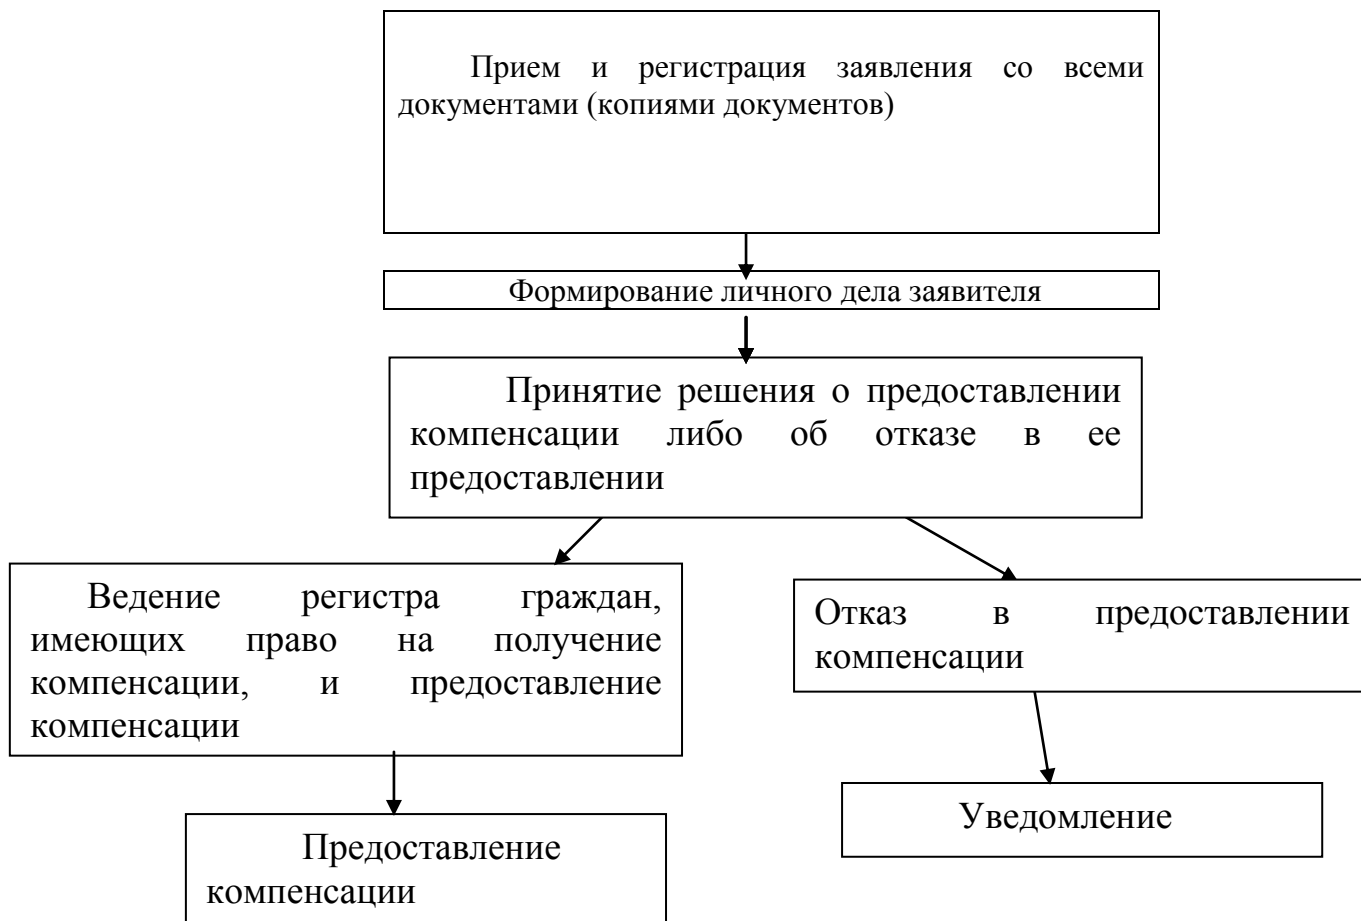 Прием и регистрация заявления со всеми
документами (копиями документов)
Формирование личного дела заявителя
Принятие решения о предоставлении
компенсации либо об отказе в ее
предоставлении
Ведение регистра граждан,
имеющих право на получение
компенсации, и предоставление
компенсации
Отказ в предоставлении
компенсации
Предоставление
компенсации
Уведомление